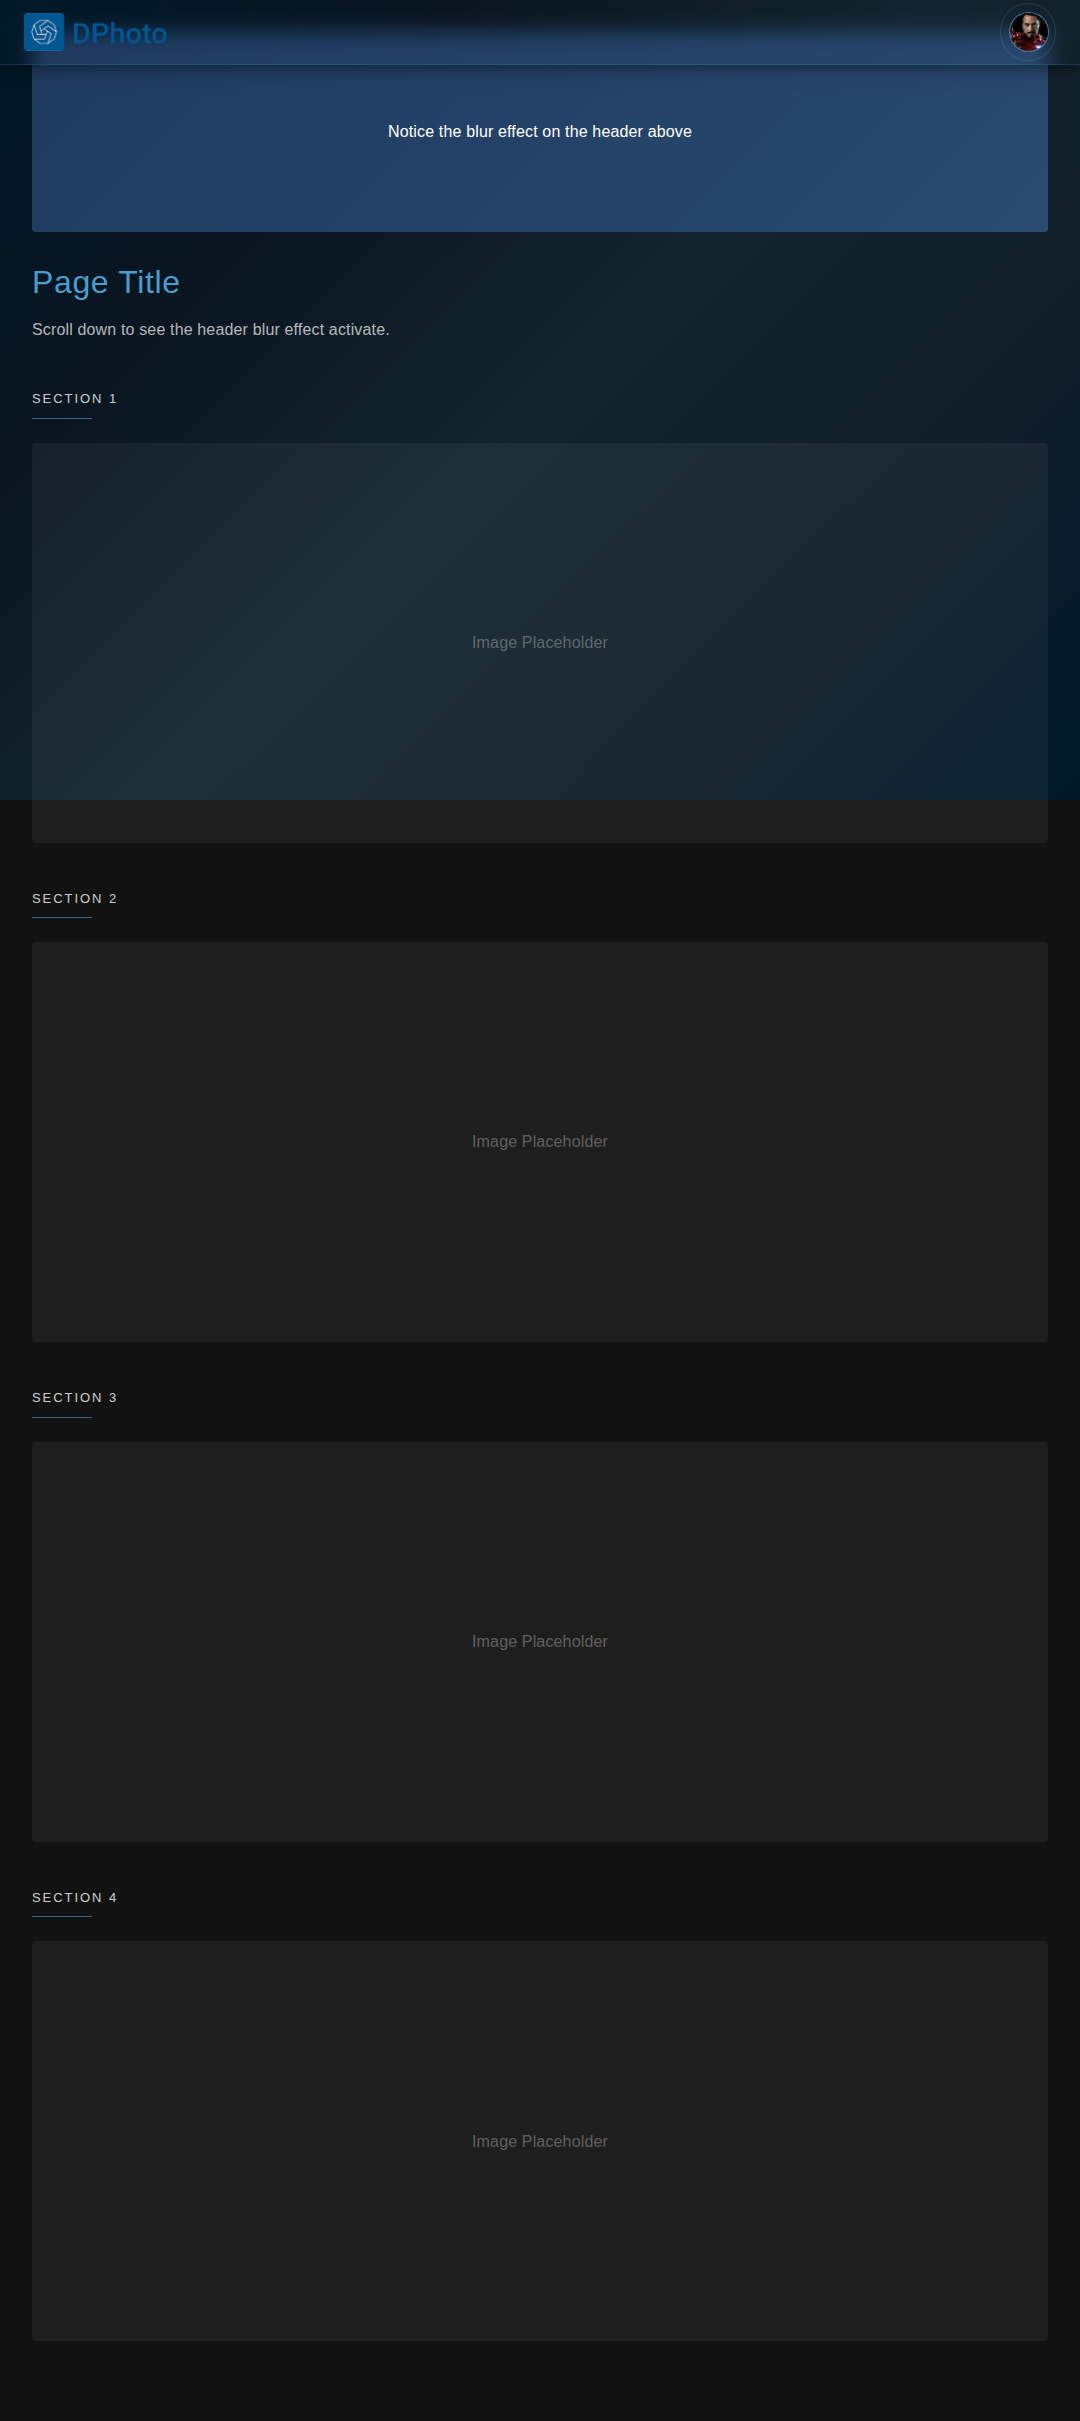 DPhoto
Notice the blur effect on the header above
Page Title
Scroll down to see the header blur effect activate.
SECTION 1
Image Placeholder
SECTION 2
Image Placeholder
SECTION 3
Image Placeholder
SECTION 4
Image Placeholder